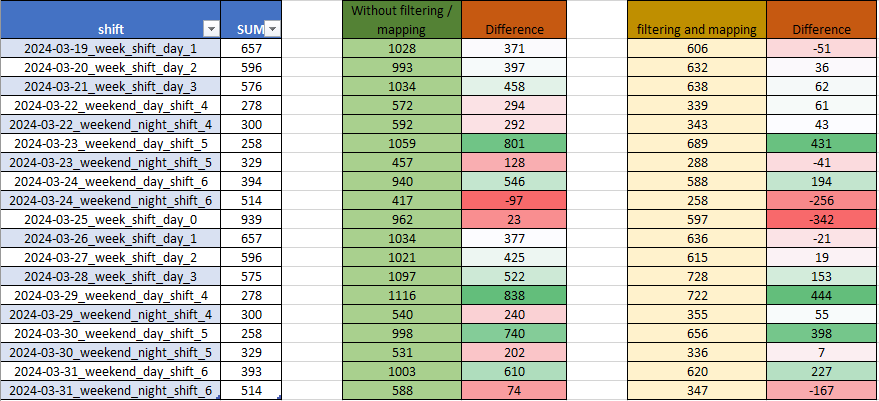 Without filtering /
shift SUM mapping Difference filtering and mapping Difference
2024-03-19_week_shift_day_1 657 1028 371 606 -51
2024-03-20_week_shift_day_2 596 993 397 632 36
2024-03-21_week_shift_day_3 576 1034 458 638 62
2024-03-22_weekend_day_shift_4 278 572 294 339 61
2024-03-22_weekend_night_shift_4 300 592 292 343 43
2024-03-23_weekend_day_shift_5 258 1059 801 689 431
2024-03-23_weekend_night_shift_5 329 457 128 288 -41
2024-03-24_weekend_day_shift_6 394 940 546 588 194
2024-03-24_weekend_night_shift_6 514 417 -97 258 -256
2024-03-25_week_shift_day_0 939 962 23 597 -342
2024-03-26_week_shift_day_1 657 1034 377 636 -21
2024-03-27_week_shift_day_2 596 1021 425 615 19
2024-03-28_week_shift_day_3 575 1097 522 728 153
2024-03-29_weekend_day_shift_4 278 1116 838 722 444
2024-03-29_weekend_night_shift_4 300 540 240 355 55
2024-03-30_weekend_day_shift_5 258 998 740 656 398
2024-03-30_weekend_night_shift_5 329 531 202 336 7
2024-03-31_weekend_day_shift_6 393 1003 610 620 227
2024-03-31_weekend_night_shift_6 514 588 74 347 -167